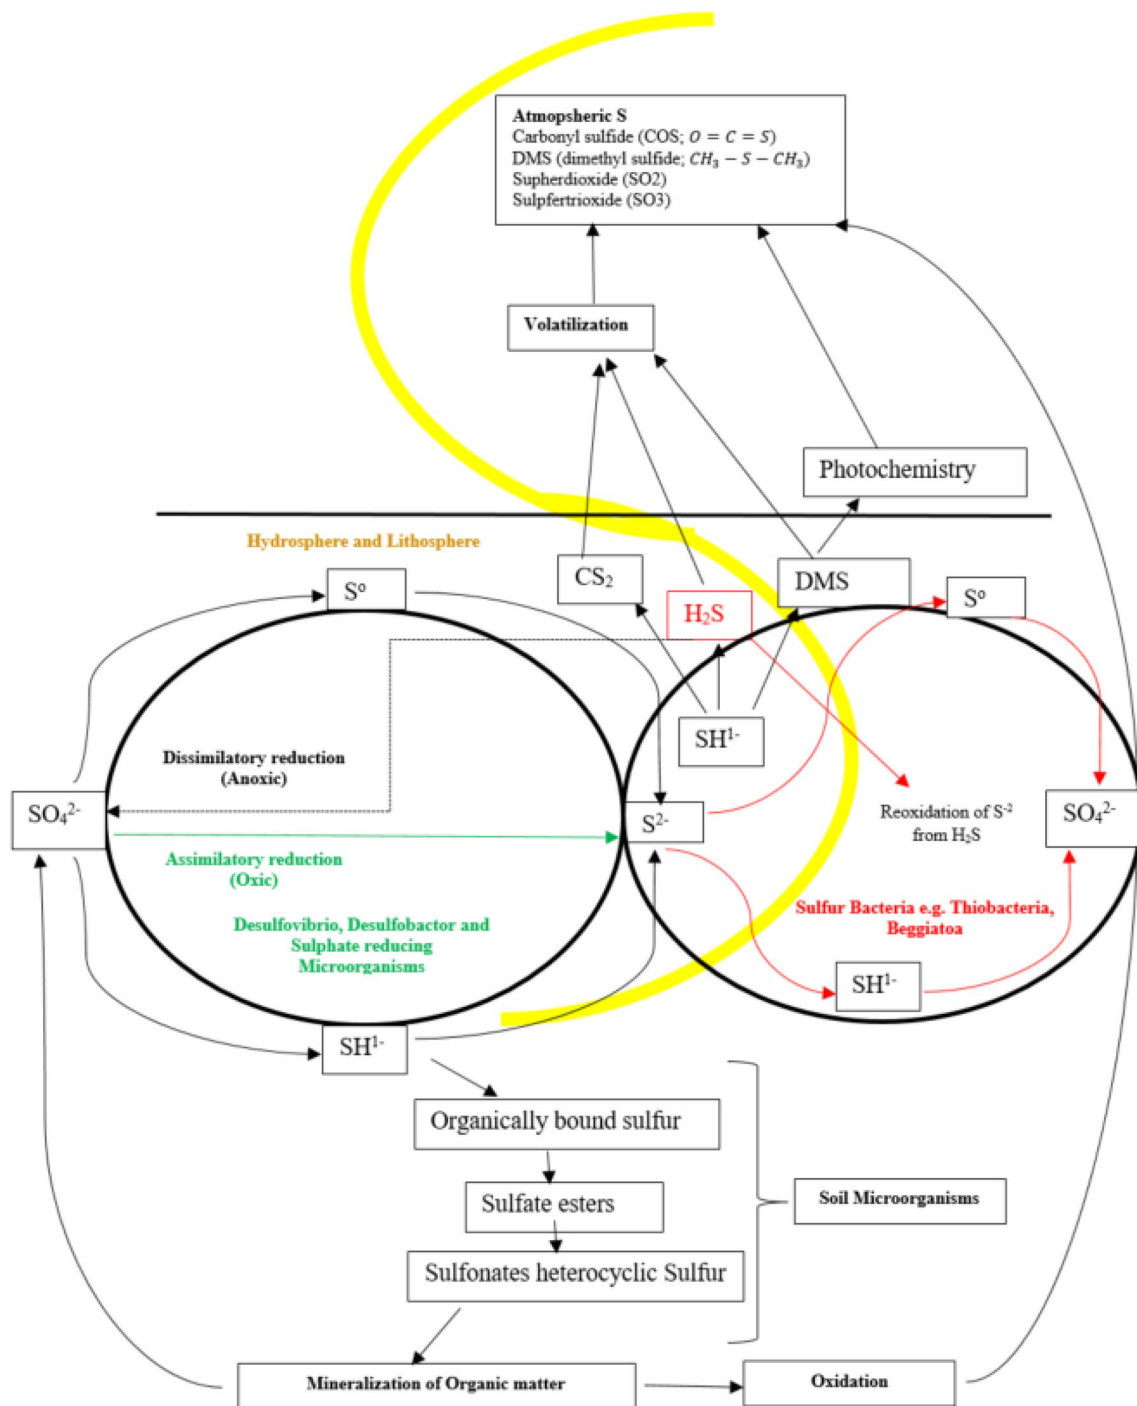 Atmopsheric S
Carbonyl sulfide (COS; O = C = S)
DMS (dimethyl sulfide; CH₃ − S − CH₃)
Supherdioxide (SO2)
Sulpfertrioxide (SO3)
Volatilization
Photochemistry
Hydrosphere and Lithosphere
CS₂
DMS
S⁰
S⁰
H₂S
SH¹⁻
Dissimilatory reduction
(Anoxic)
SO₄²⁻
S²⁻
Reoxidation of S⁻²
from H₂S
SO₄²⁻
Assimilatory reduction
(Oxic)
Desulfovibrio, Desulfobactor and
Sulphate reducing
Microorganisms
Sulfur Bacteria e.g. Thiobacteria,
Beggiatoa
SH¹⁻
SH¹⁻
Organically bound sulfur
Sulfate esters
Soil Microorganisms
Sulfonates heterocyclic Sulfur
Mineralization of Organic matter
Oxidation